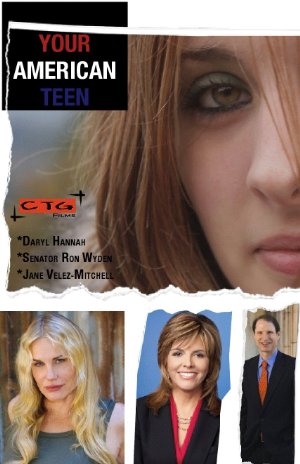 YOUR
AMERICAN
TEEN
CTG
FILMS
*DARYL HANNAH
*SENATOR RON WYDEN
*JANE VELEZ-MITCHELL